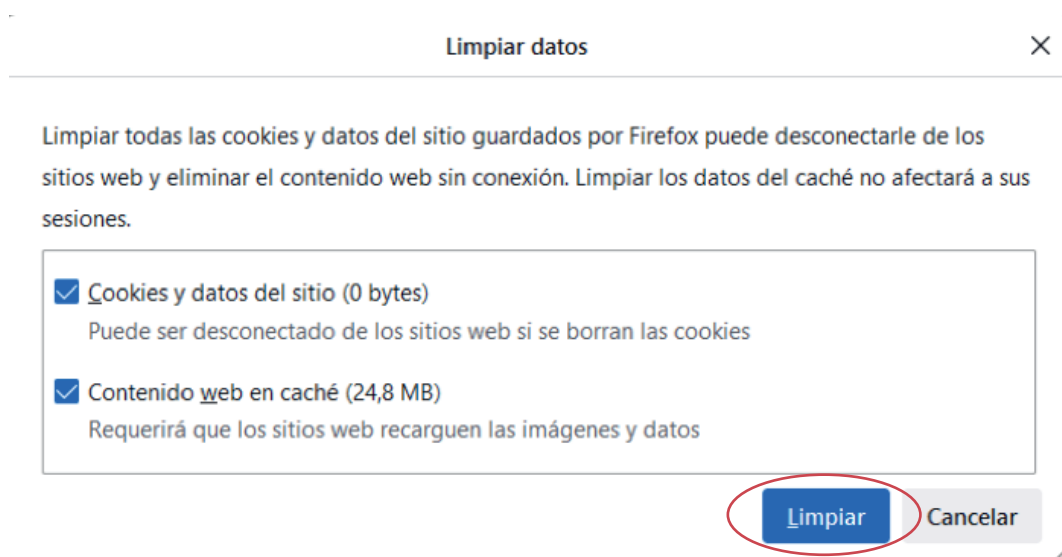 Limpiar datos
Limpiar todas las cookies y datos del sitio guardados por Firefox puede desconectarle de los
sitios web y eliminar el contenido web sin conexión. Limpiar los datos del caché no afectará a sus
sesiones.
Cookies y datos del sitio (0 bytes)
Puede ser desconectado de los sitios web si se borran las cookies
Contenido web en caché (24,8 MB)
Requerirá que los sitios web recarguen las imágenes y datos
Limpiar Cancelar